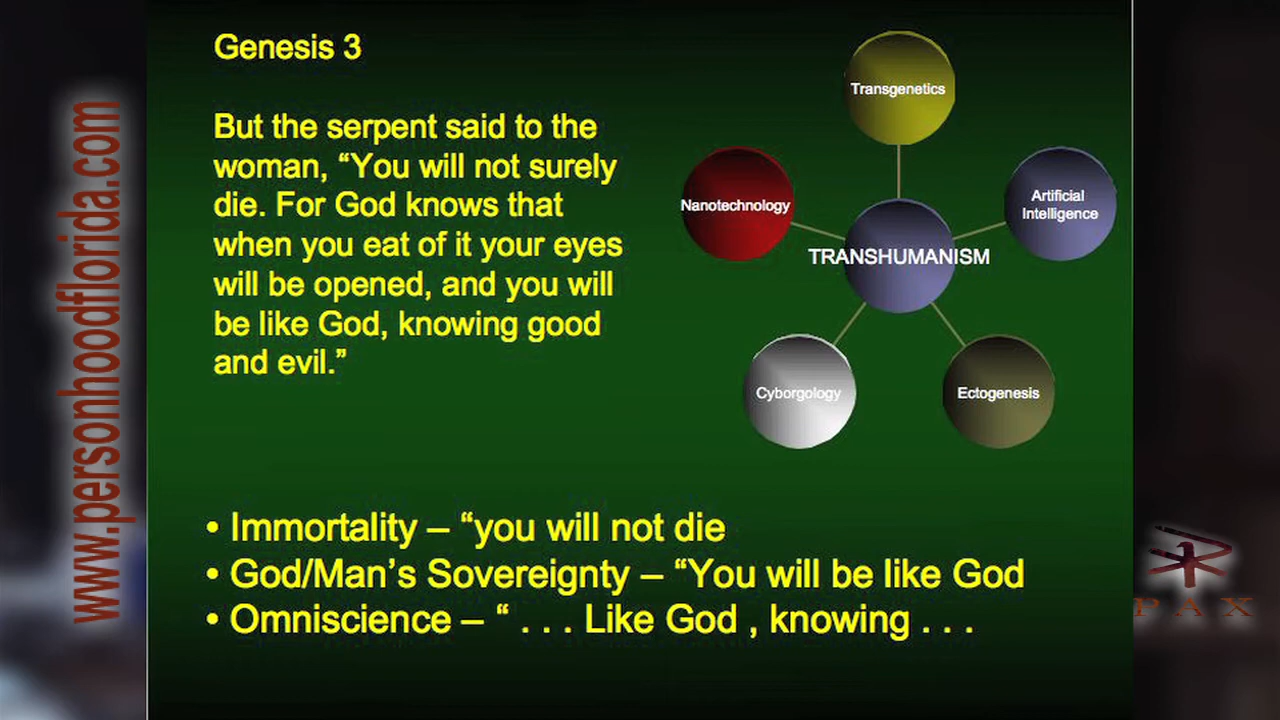 www.personhoodflorida.com
Genesis 3
But the serpent said to the
woman, “You will not surely
die. For God knows that
when you eat of it your eyes
will be opened, and you will
be like God, knowing good
and evil.”
Transgenetics
Nanotechnology
Artificial
Intelligence
TRANSHUMANISM
Cyborgology
Ectogenesis
• Immortality – “you will not die
• God/Man’s Sovereignty – “You will be like God
• Omniscience – “ . . . Like God , knowing . . .
PAX